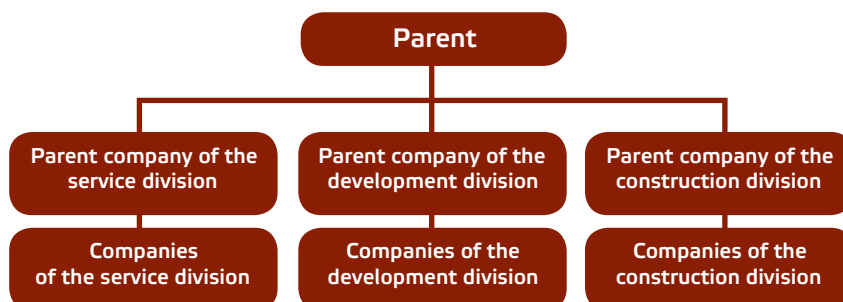 Parent
Parent company of the
service division
Parent company of the
development division
Parent company of the
construction division
Companies
of the service division
Companies of the
development division
Companies of the
construction division